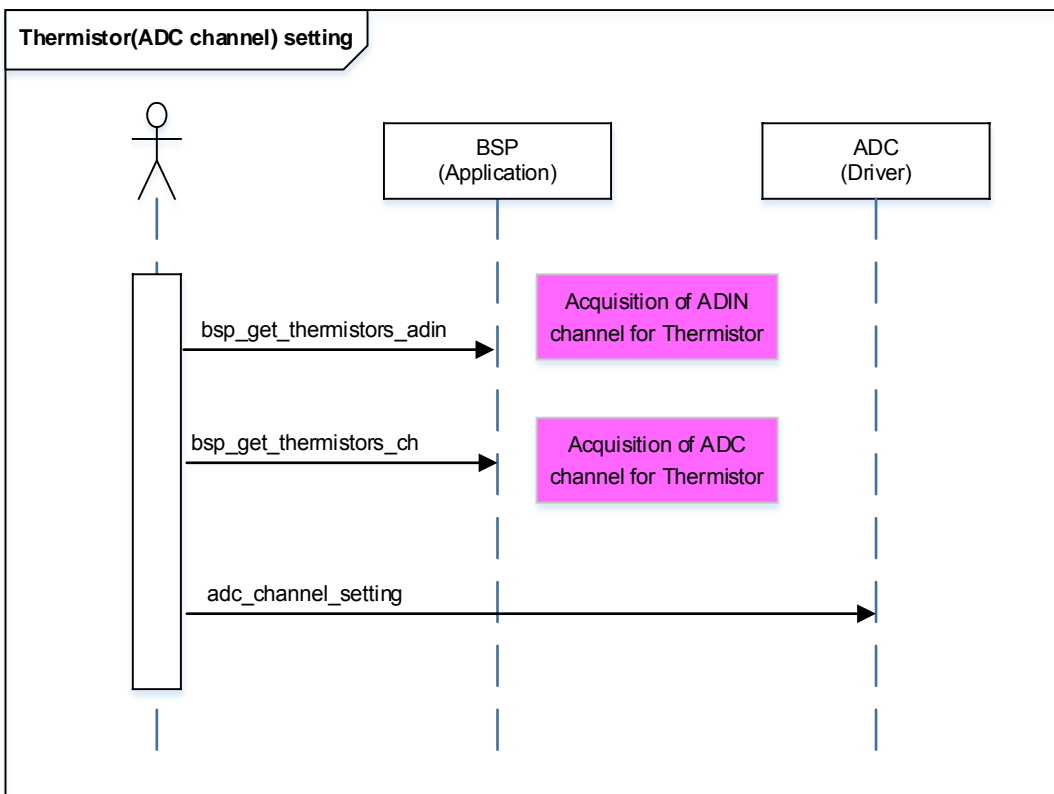 Thermistor(ADC channel) setting
BSP
(Application)
ADC
(Driver)
Acquisition of ADIN
channel for Thermistor
bsp_get_thermistors_adin
Acquisition of ADC
channel for Thermistor
bsp_get_thermistors_ch
adc_channel_setting